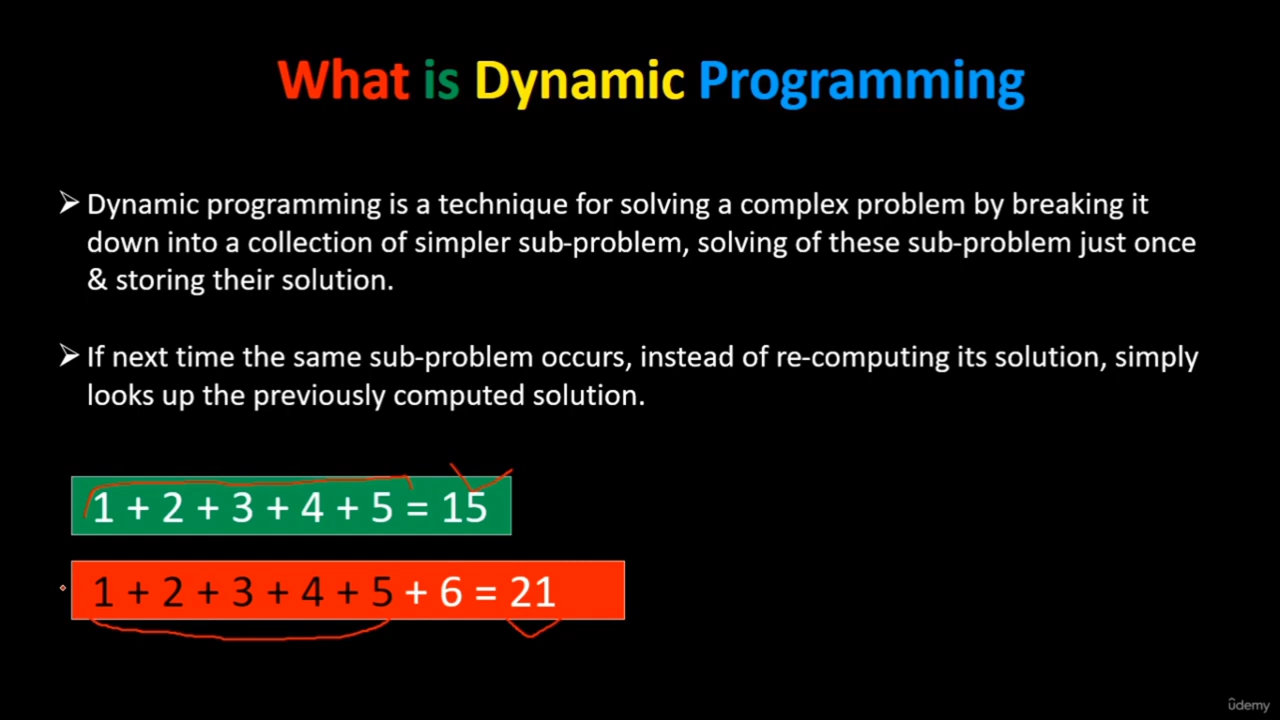 What is Dynamic Programming
➢ Dynamic programming is a technique for solving a complex problem by breaking it
down into a collection of simpler sub-problem, solving of these sub-problem just once
& storing their solution.
➢ If next time the same sub-problem occurs, instead of re-computing its solution, simply
looks up the previously computed solution.
1 + 2 + 3 + 4 + 5 = 15
1 + 2 + 3 + 4 + 5 + 6 = 21
ûdemy